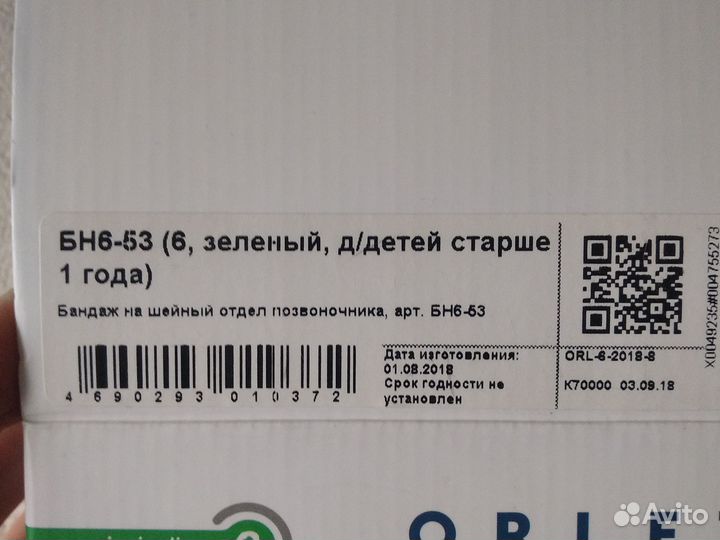 БН6-53 (6, зеленый, д/детей старше
1 года)
Бандаж на шейный отдел позвоночника, арт. БН6-53
4 690293 010372
Дата изготовления:
01.08.2018
Срок годности не
установлен
ORL-6-2018-8
К70000 03.09.18
X0049235#004755273
ORLE
Avito